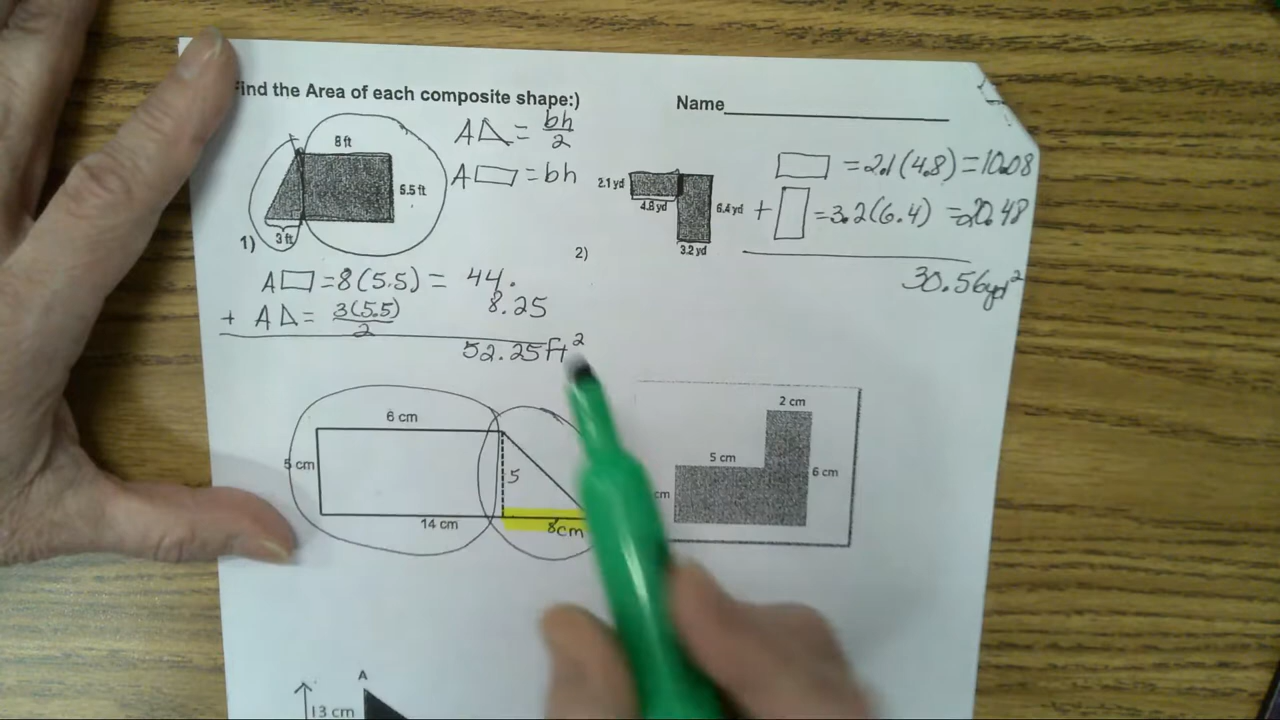 Find the Area of each composite shape:)
Name
8 ft
5.5 ft
3 ft
1)
A△ = bh/2
A▭ = bh
A▭ = 8(5.5) = 44.
+ A△ = 3(5.5)/2 8.25
52.25ft²
2.1 yd
4.8 yd
6.4 yd
3.2 yd
2)
▭ = 2.1(4.8) = 10.08
+ ▯ = 3.2(6.4) = 20.48
30.56yd²
6 cm
5 cm
5
14 cm
8cm
2 cm
5 cm
6 cm
cm
A
13 cm